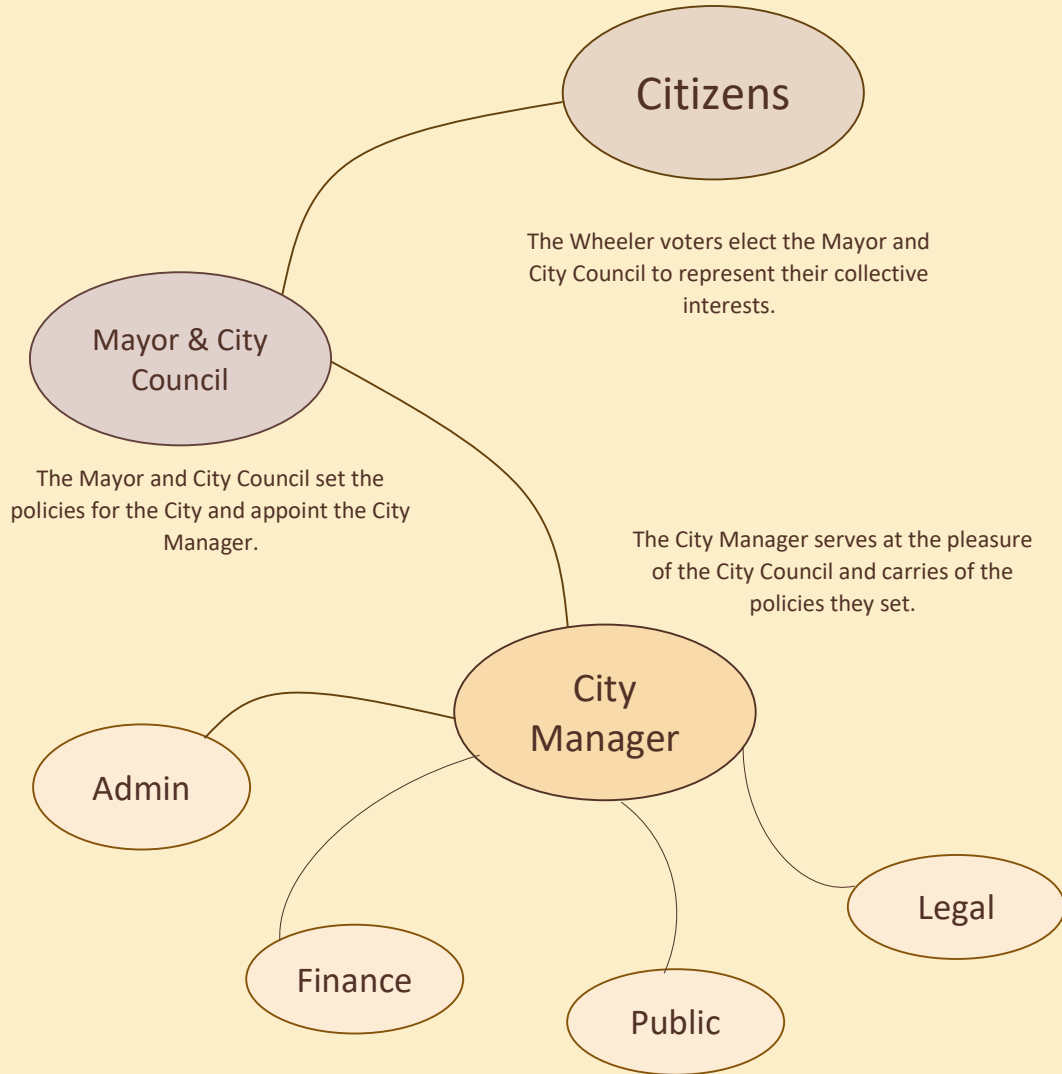 Citizens
The Wheeler voters elect the Mayor and
City Council to represent their collective
interests.
Mayor & City
Council
The Mayor and City Council set the
policies for the City and appoint the City
Manager.
The City Manager serves at the pleasure
of the City Council and carries of the
policies they set.
City
Manager
Admin
Legal
Finance
Public